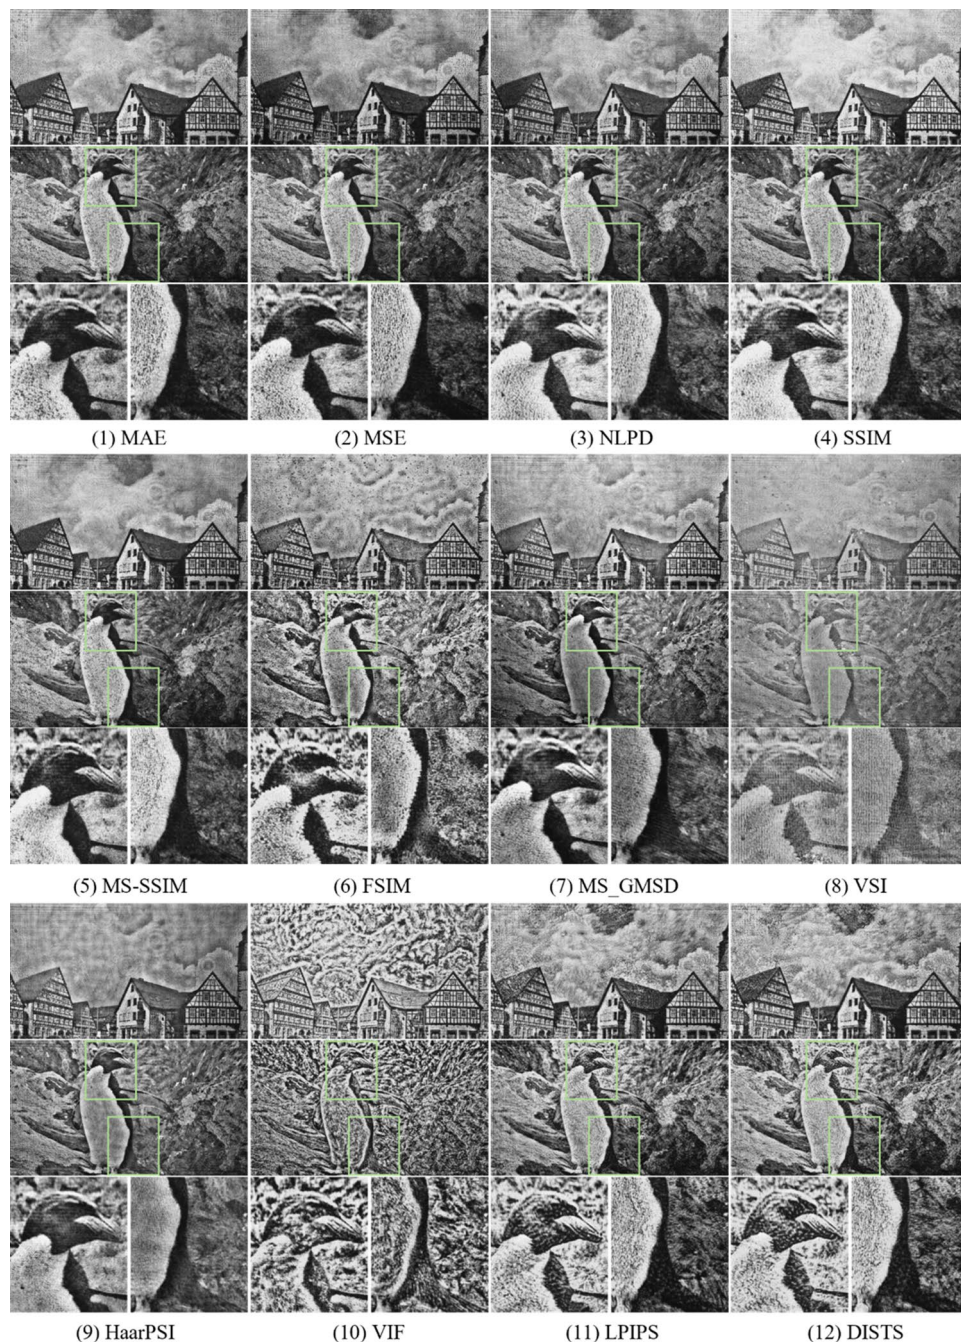 (1) MAE
(2) MSE
(3) NLPD
(4) SSIM
(5) MS-SSIM
(6) FSIM
(7) MS_GMSD
(8) VSI
(9) HaarPSI
(10) VIF
(11) LPIPS
(12) DISTS